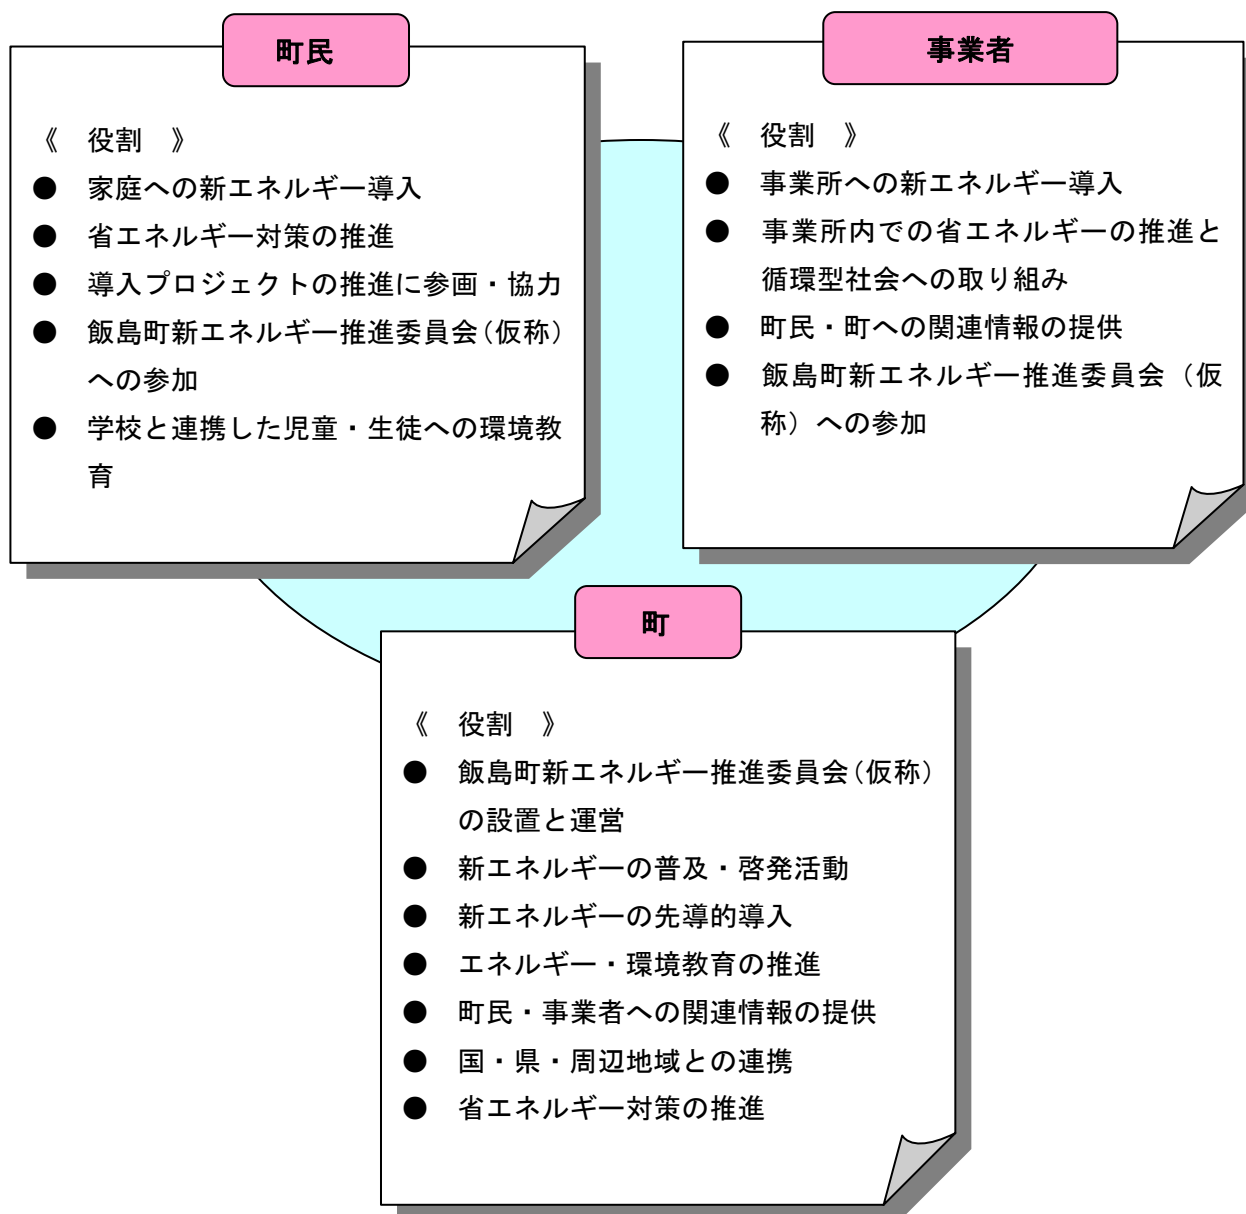 町民
《　役割　》
●　家庭への新エネルギー導入
●　省エネルギー対策の推進
●　導入プロジェクトの推進に参画・協力
●　飯島町新エネルギー推進委員会(仮称)
への参加
●　学校と連携した児童・生徒への環境教
育
事業者
《　役割　》
●　事業所への新エネルギー導入
●　事業所内での省エネルギーの推進と
循環型社会への取り組み
●　町民・町への関連情報の提供
●　飯島町新エネルギー推進委員会（仮
称）への参加
町
《　役割　》
●　飯島町新エネルギー推進委員会(仮称)
の設置と運営
●　新エネルギーの普及・啓発活動
●　新エネルギーの先導的導入
●　エネルギー・環境教育の推進
●　町民・事業者への関連情報の提供
●　国・県・周辺地域との連携
●　省エネルギー対策の推進